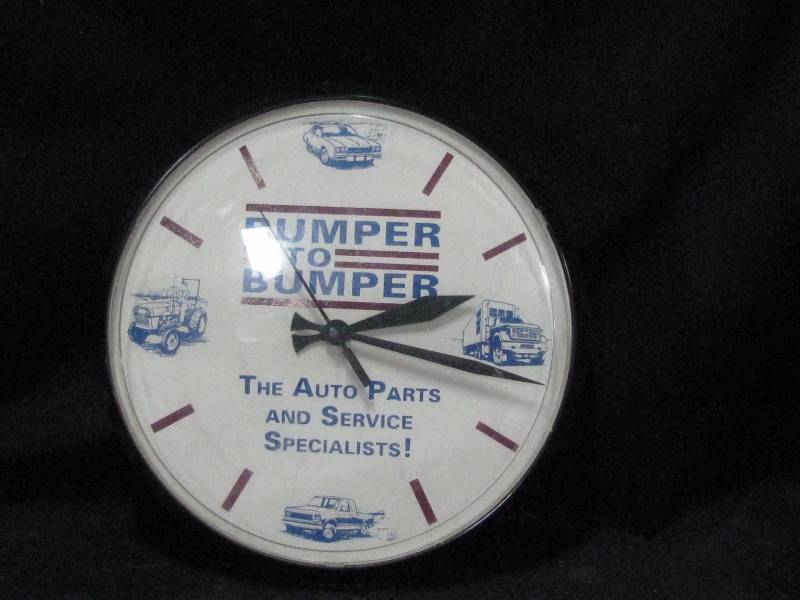 BUMPER
TO
BUMPER
THE AUTO PARTS
AND SERVICE
SPECIALISTS!